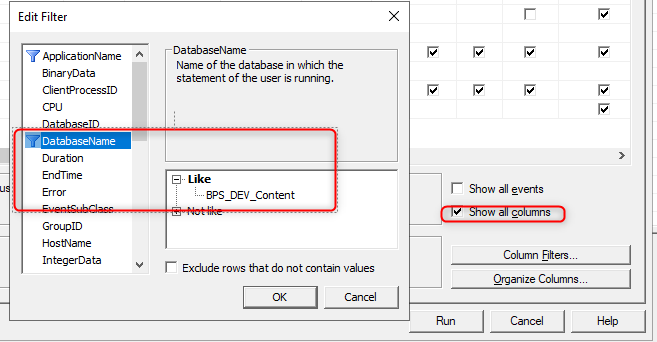 Edit Filter
ApplicationName
BinaryData
ClientProcessID
CPU
DatabaseID
DatabaseName
Duration
EndTime
Error
EventSubClass
GroupID
HostName
IntegerData
DatabaseName
Name of the database in which the
statement of the user is running.
Like
BPS_DEV_Content
Not like
Exclude rows that do not contain values
OK
Cancel
Show all events
Show all columns
Column Filters...
Organize Columns...
Run
Cancel
Help